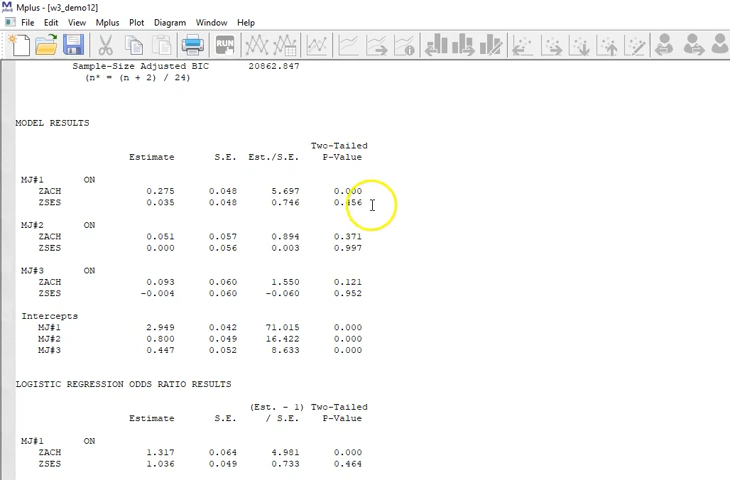 Mplus - [w3_demo12]
File Edit View Mplus Plot Diagram Window Help
RUN
Sample-Size Adjusted BIC 20862.847
(n* = (n + 2) / 24)
MODEL RESULTS
Two-Tailed
Estimate S.E. Est./S.E. P-Value
MJ#1 ON
ZACH 0.275 0.048 5.697 0.000
ZSES 0.035 0.048 0.746 0.456
MJ#2 ON
ZACH 0.051 0.057 0.894 0.371
ZSES 0.000 0.056 0.003 0.997
MJ#3 ON
ZACH 0.093 0.060 1.550 0.121
ZSES -0.004 0.060 -0.060 0.952
Intercepts
MJ#1 2.949 0.042 71.015 0.000
MJ#2 0.800 0.049 16.422 0.000
MJ#3 0.447 0.052 8.633 0.000
LOGISTIC REGRESSION ODDS RATIO RESULTS
(Est. - 1) Two-Tailed
Estimate S.E. / S.E. P-Value
MJ#1 ON
ZACH 1.317 0.064 4.981 0.000
ZSES 1.036 0.049 0.733 0.464